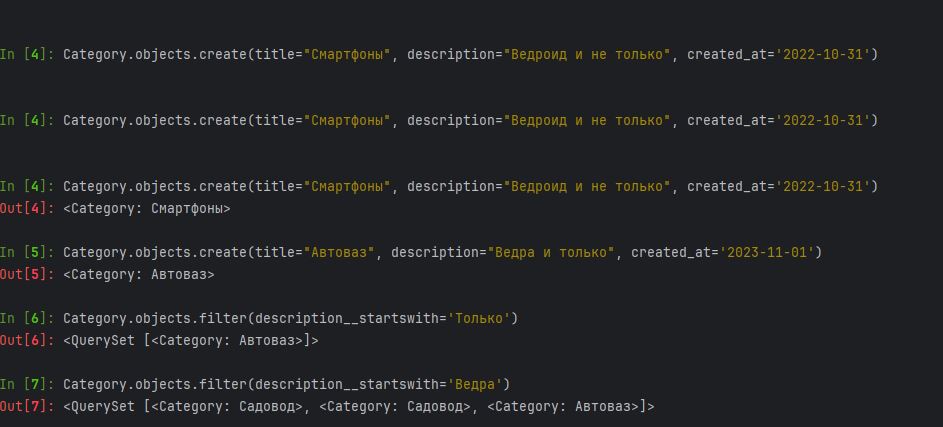 In [4]: Category.objects.create(title="Смартфоны", description="Ведроид и не только", created_at='2022-10-31')
In [4]: Category.objects.create(title="Смартфоны", description="Ведроид и не только", created_at='2022-10-31')
In [4]: Category.objects.create(title="Смартфоны", description="Ведроид и не только", created_at='2022-10-31')
Out[4]: <Category: Смартфоны>
In [5]: Category.objects.create(title="Автоваз", description="Ведра и только", created_at='2023-11-01')
Out[5]: <Category: Автоваз>
In [6]: Category.objects.filter(description__startswith='Только')
Out[6]: <QuerySet [<Category: Автоваз>]>
In [7]: Category.objects.filter(description__startswith='Ведра')
Out[7]: <QuerySet [<Category: Садовод>, <Category: Садовод>, <Category: Автоваз>]>